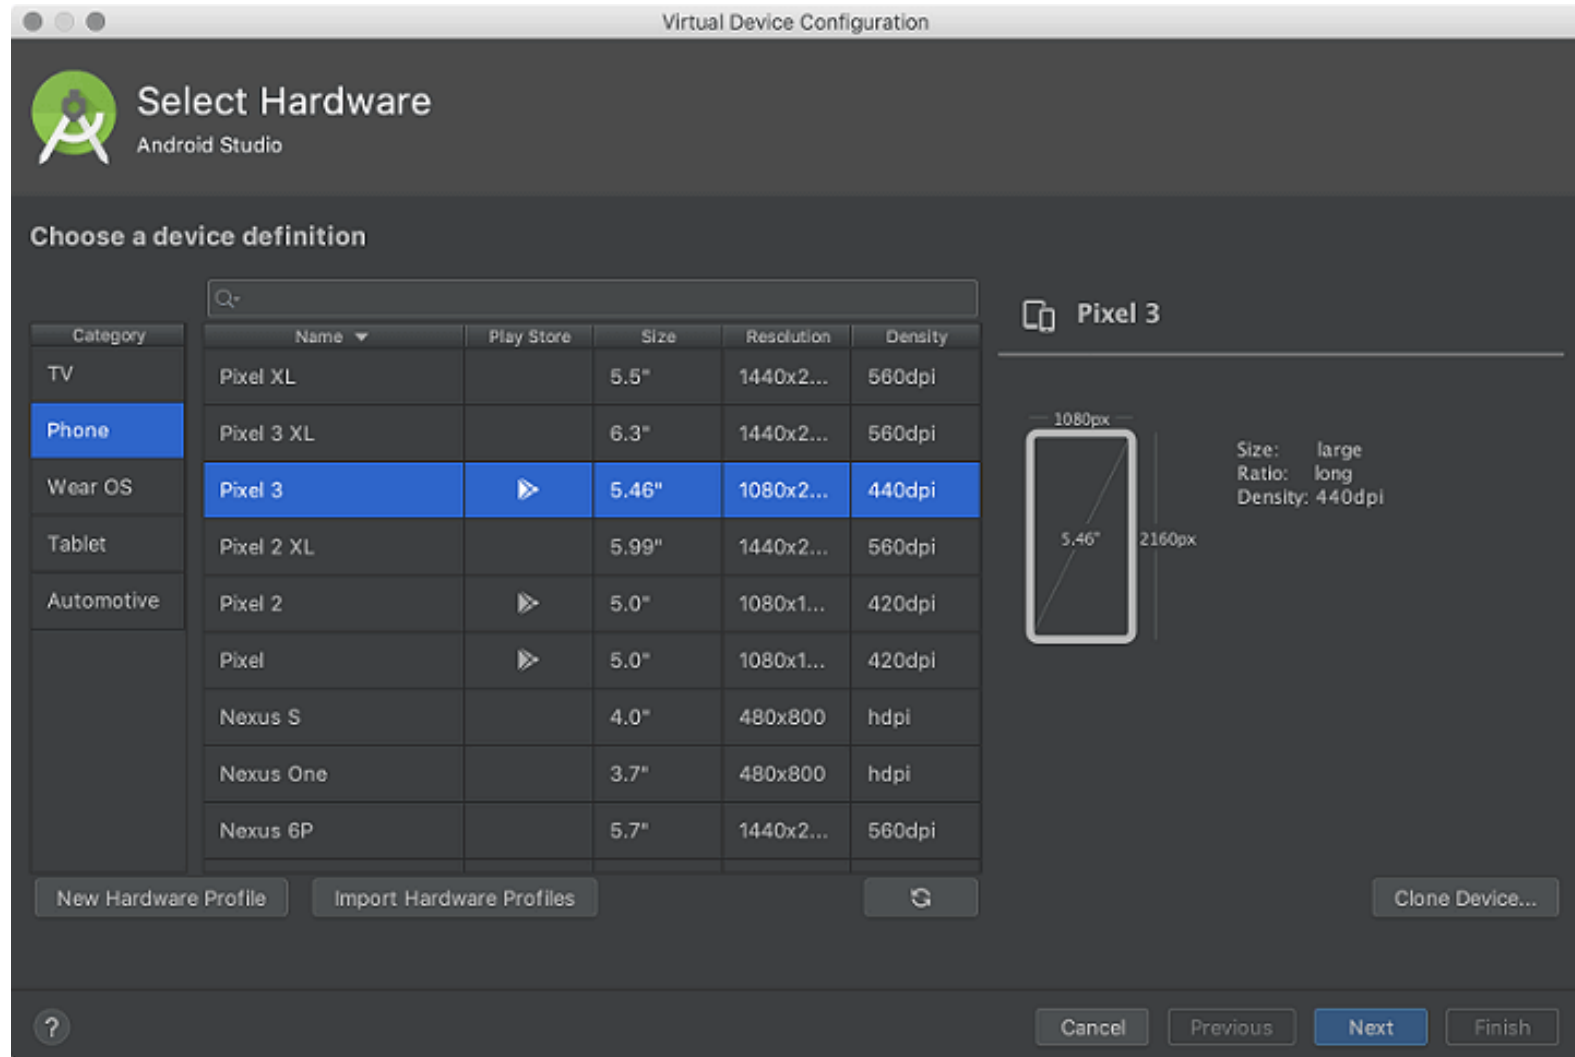 Virtual Device Configuration
Select Hardware
Android Studio
Choose a device definition
Category
TV
Phone
Wear OS
Tablet
Automotive
Name Play Store Size Resolution Density
Pixel XL 5.5" 1440x2... 560dpi
Pixel 3 XL 6.3" 1440x2... 560dpi
Pixel 3 5.46" 1080x2... 440dpi
Pixel 2 XL 5.99" 1440x2... 560dpi
Pixel 2 5.0" 1080x1... 420dpi
Pixel 5.0" 1080x1... 420dpi
Nexus S 4.0" 480x800 hdpi
Nexus One 3.7" 480x800 hdpi
Nexus 6P 5.7" 1440x2... 560dpi
Pixel 3
1080px
5.46"
2160px
Size: large
Ratio: long
Density: 440dpi
New Hardware Profile Import Hardware Profiles Clone Device...
? Cancel Previous Next Finish